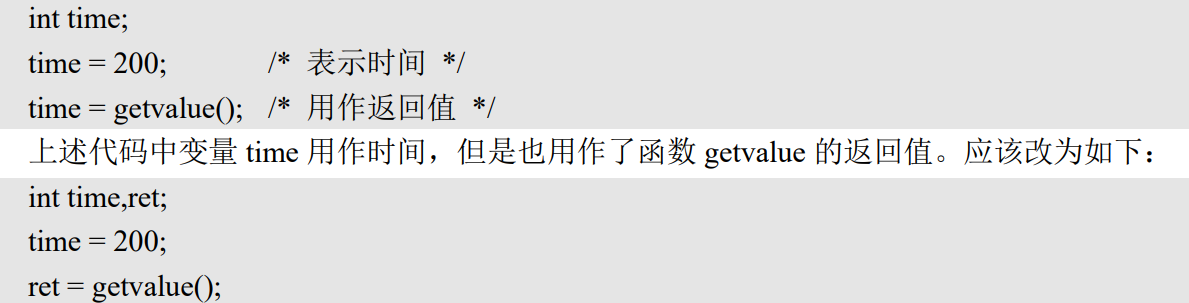 int time;
time = 200; /* 表示时间 */
time = getvalue(); /* 用作返回值 */
上述代码中变量 time 用作时间，但是也用作了函数 getvalue 的返回值。应该改为如下：
int time,ret;
time = 200;
ret = getvalue();